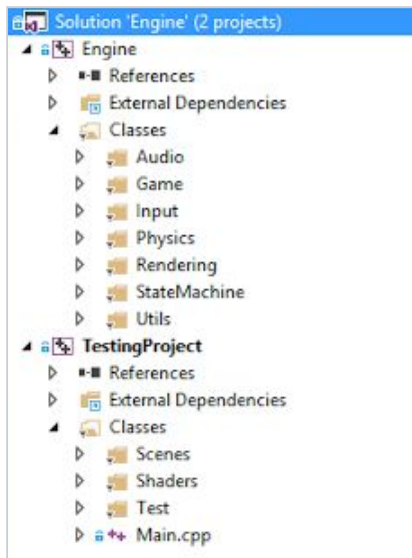 Solution 'Engine' (2 projects)
Engine
References
External Dependencies
Classes
Audio
Game
Input
Physics
Rendering
StateMachine
Utils
TestingProject
References
External Dependencies
Classes
Scenes
Shaders
Test
Main.cpp